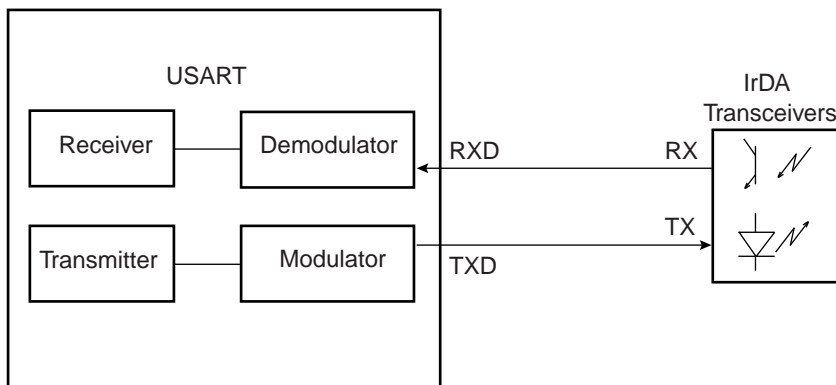 USART
IrDA
Transceivers
Receiver
Demodulator
RXD
RX
Transmitter
Modulator
TXD
TX